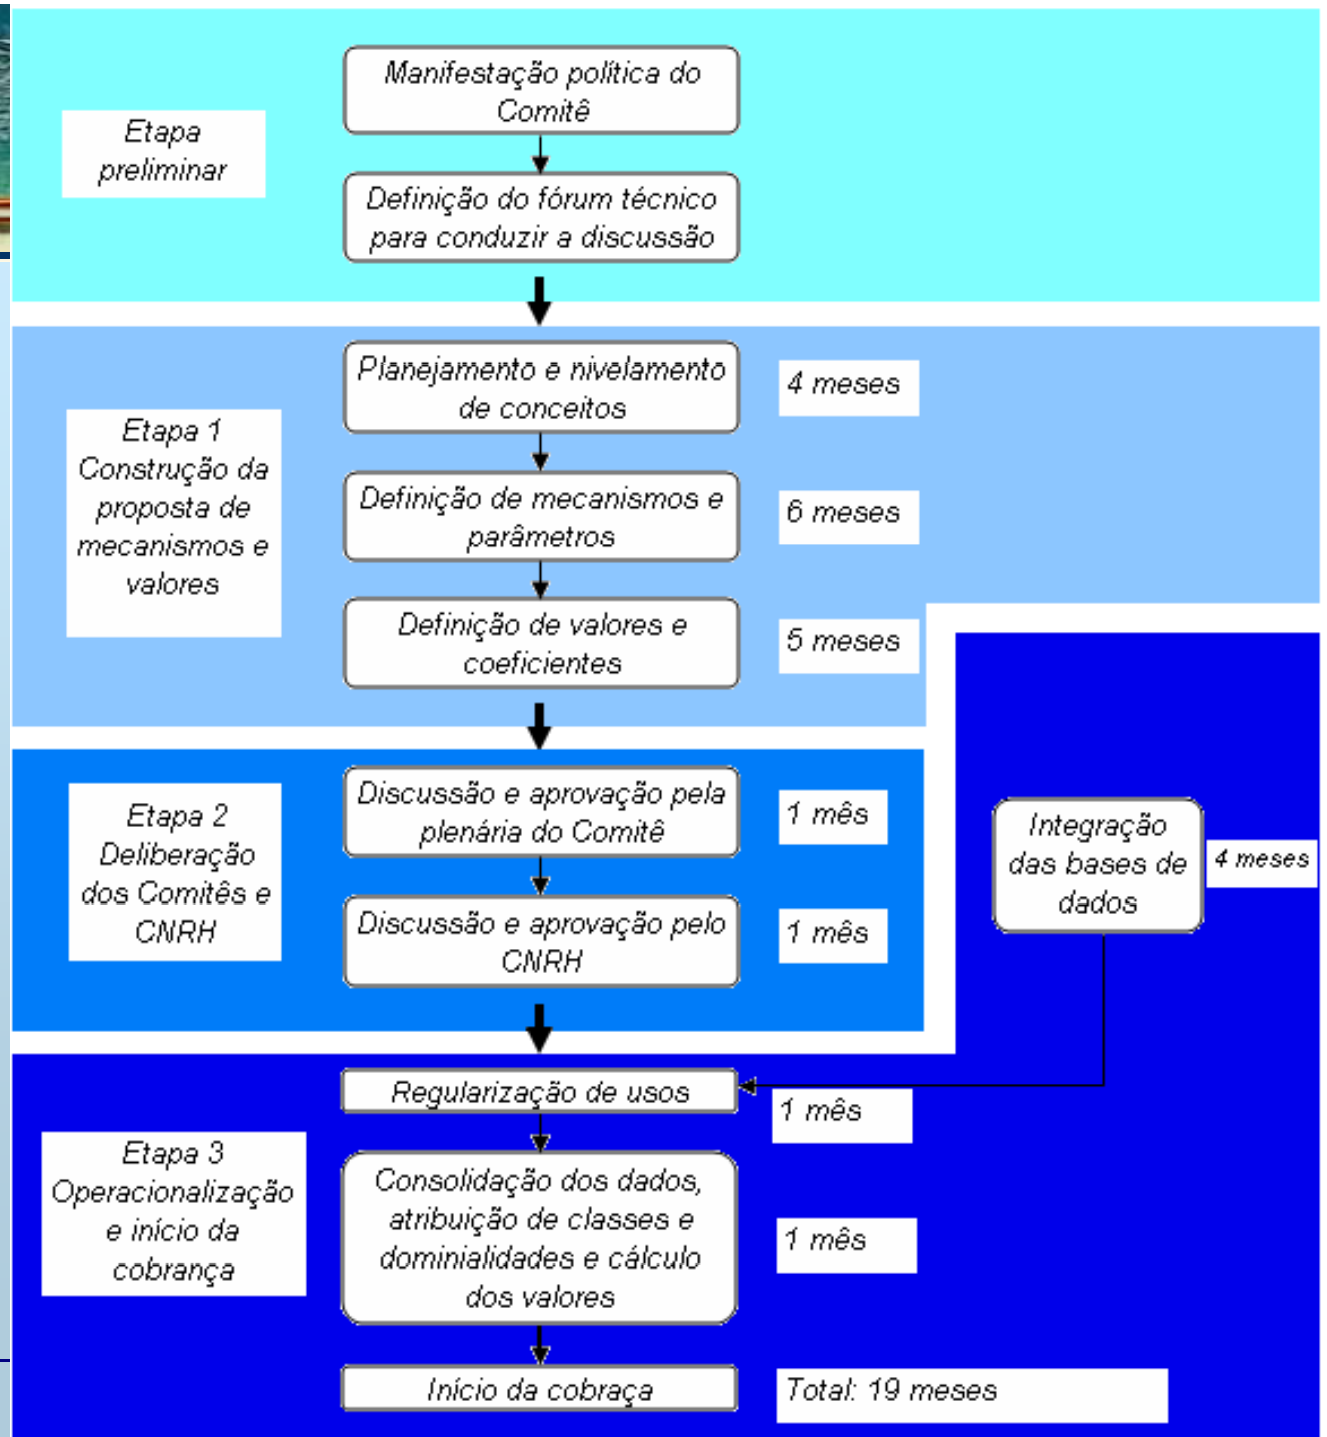 Etapa
preliminar
Manifestação política do
Comitê
Definição do fórum técnico
para conduzir a discussão
Etapa 1
Construção da
proposta de
mecanismos e
valores
Planejamento e nivelamento
de conceitos
4 meses
Definição de mecanismos e
parâmetros
6 meses
Definição de valores e
coeficientes
5 meses
Etapa 2
Deliberação
dos Comitês e
CNRH
Discussão e aprovação pela
plenária do Comitê
1 mês
Discussão e aprovação pelo
CNRH
1 mês
Integração
das bases de
dados
4 meses
Etapa 3
Operacionalização
e início da
cobrança
Regularização de usos
1 mês
Consolidação dos dados,
atribuição de classes e
dominialidades e cálculo
dos valores
1 mês
Início da cobraça
Total: 19 meses